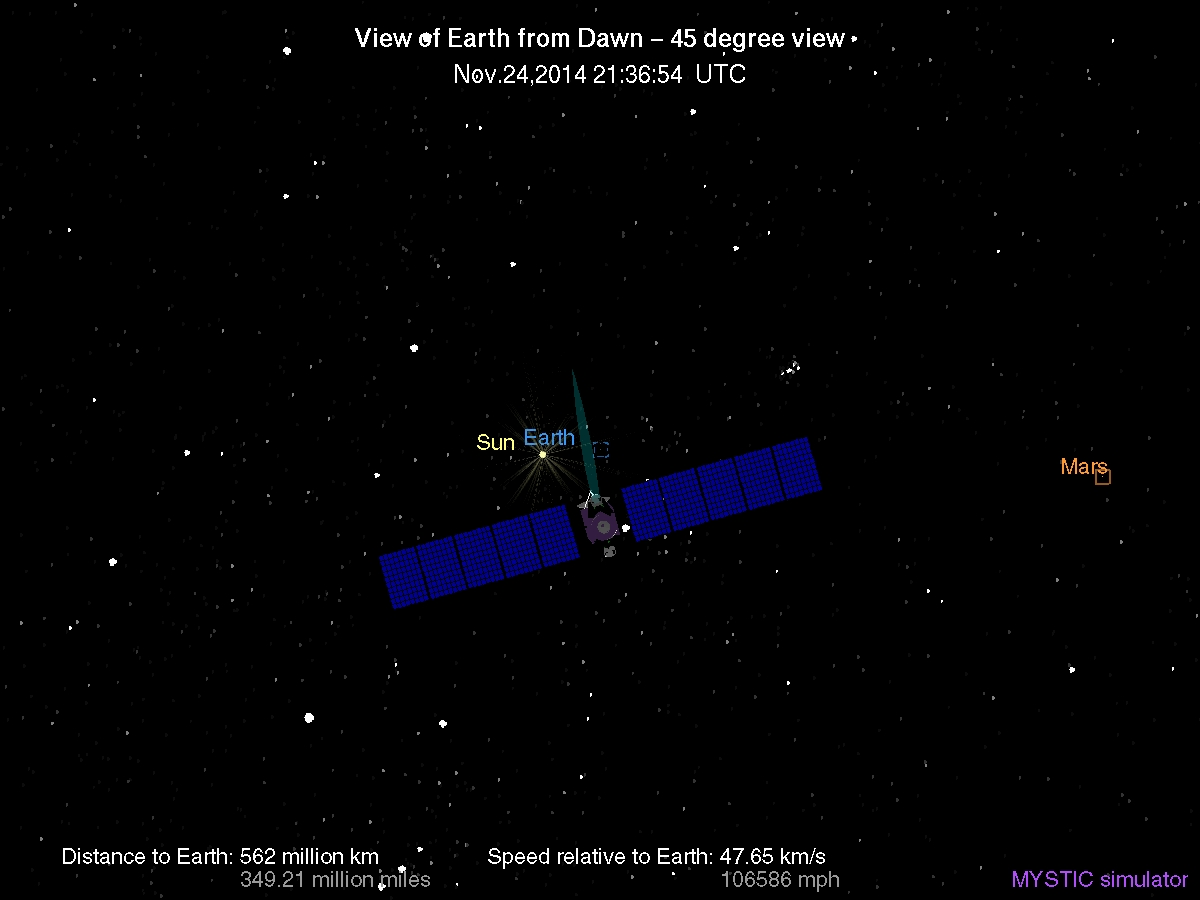 View of Earth from Dawn – 45 degree view
Nov.24,2014 21:36:54 UTC
Sun Earth
Mars
Distance to Earth: 562 million km Speed relative to Earth: 47.65 km/s
349.21 million miles 106586 mph MYSTIC simulator